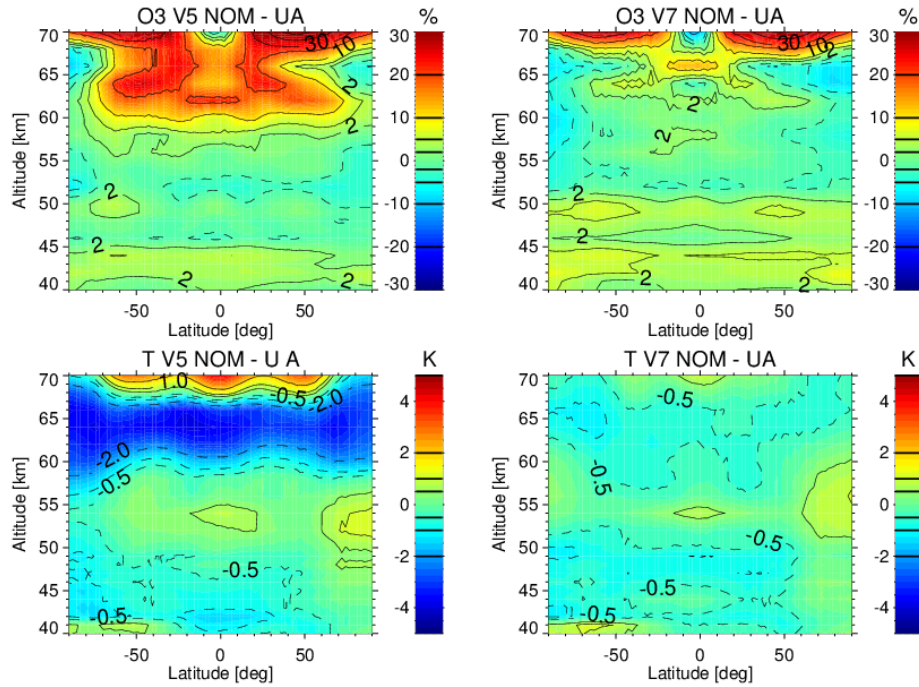 O3 V5 NOM - UA %
70 65 60 55 50 45 40
Altitude [km]
30 10 2 2 2 2 2
30 20 10 0 -10 -20 -30
-50 0 50
Latitude [deg]
O3 V7 NOM - UA %
70 65 60 55 50 45 40
Altitude [km]
30 10 2 2 2 2 2 2 2
30 20 10 0 -10 -20 -30
-50 0 50
Latitude [deg]
T V5 NOM - U A K
70 65 60 55 50 45 40
Altitude [km]
1.0 -0.5 -2.0 -2.0 -0.5 -0.5 -0.5
4 2 0 -2 -4
-50 0 50
Latitude [deg]
T V7 NOM - UA K
70 65 60 55 50 45 40
Altitude [km]
-0.5 -0.5 -0.5 -0.5 -0.5
4 2 0 -2 -4
-50 0 50
Latitude [deg]